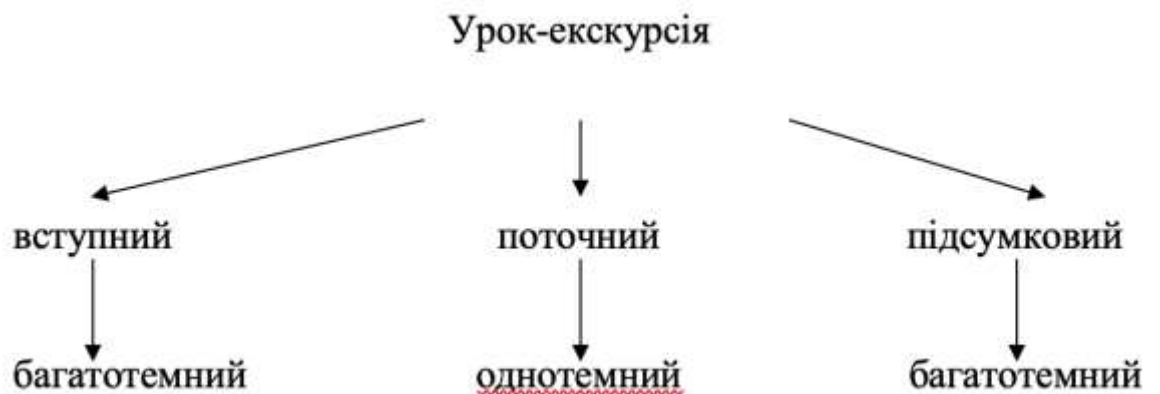 Урок-екскурсія
вступний поточний підсумковий
багатотемний однотемний багатотемний